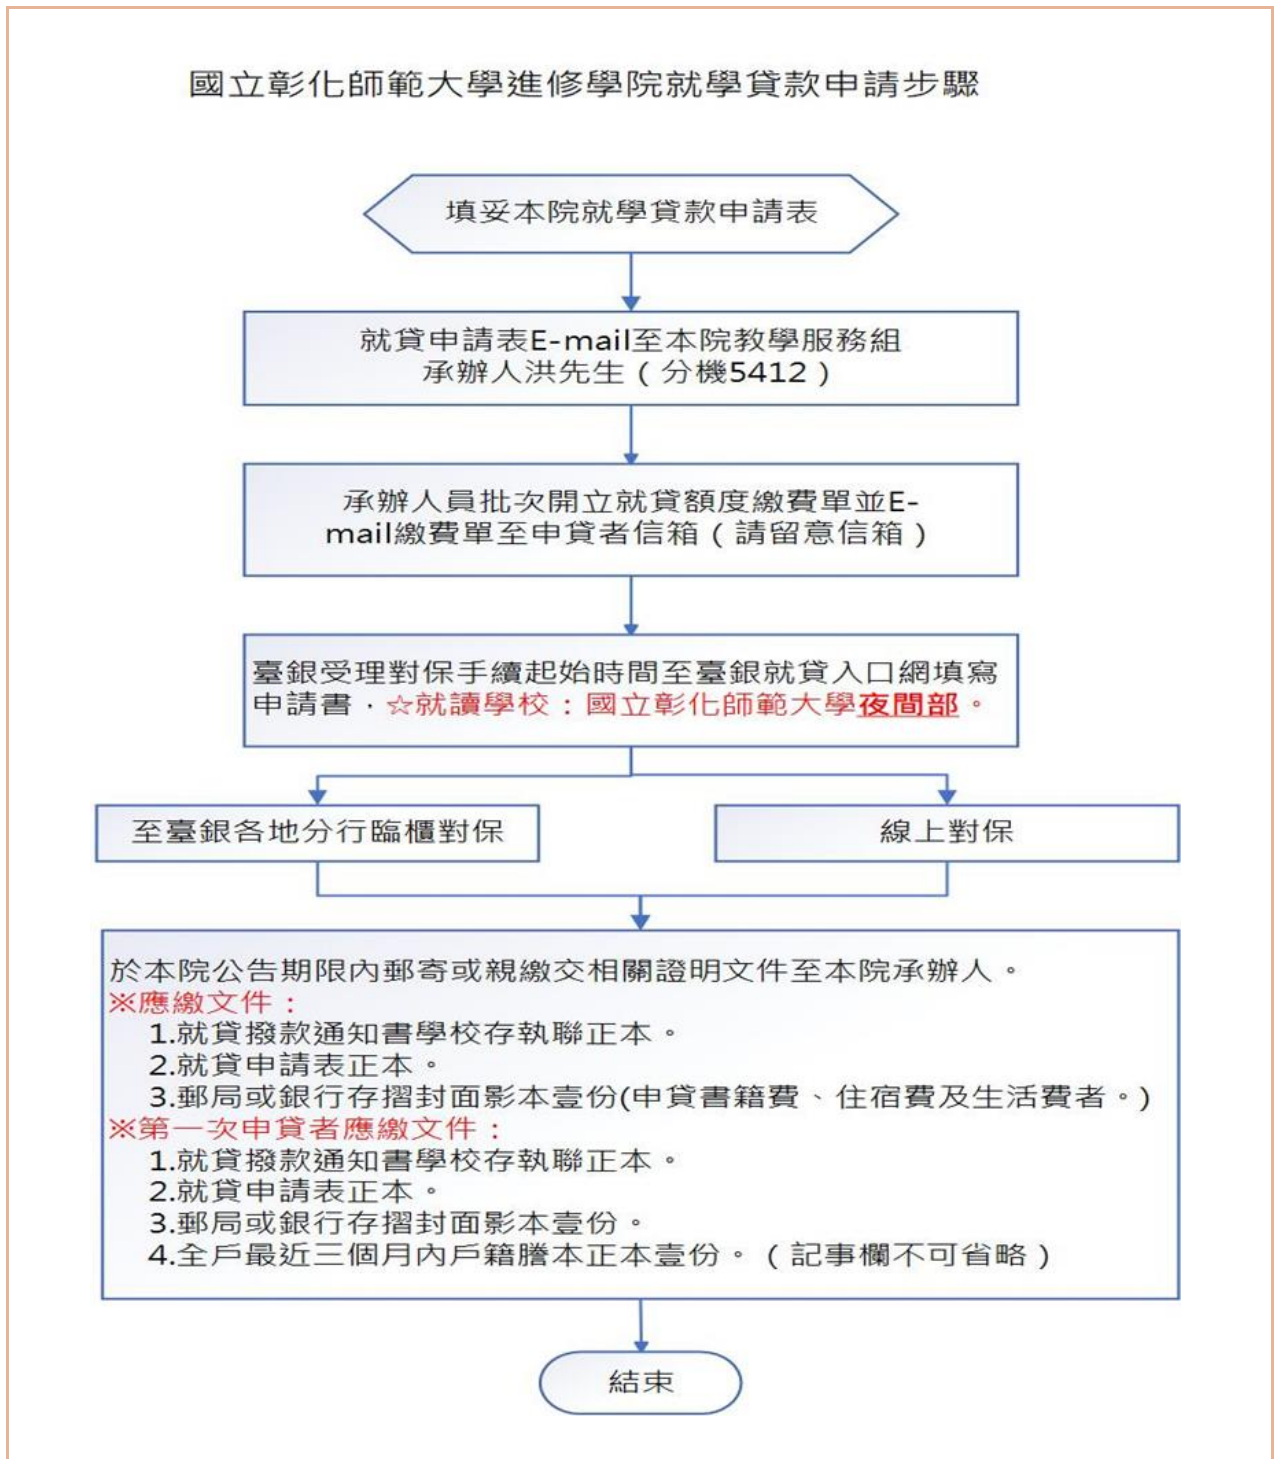 國立彰化師範大學進修學院就學貸款申請步驟
填妥本院就學貸款申請表
就貸申請表E-mail至本院教學服務組
承辦人洪先生（分機5412）
承辦人員批次開立就貸額度繳費單並E-
mail繳費單至申貸者信箱（請留意信箱）
臺銀受理對保手續起始時間至臺銀就貸入口網填寫
申請書，☆就讀學校：國立彰化師範大學夜間部。
至臺銀各地分行臨櫃對保
線上對保
於本院公告期限內郵寄或親繳交相關證明文件至本院承辦人。
※應繳文件：
1.就貸撥款通知書學校存執聯正本。
2.就貸申請表正本。
3.郵局或銀行存摺封面影本壹份(申貸書籍費、住宿費及生活費者。)
※第一次申貸者應繳文件：
1.就貸撥款通知書學校存執聯正本。
2.就貸申請表正本。
3.郵局或銀行存摺封面影本壹份。
4.全戶最近三個月內戶籍謄本正本壹份。（記事欄不可省略）
結束